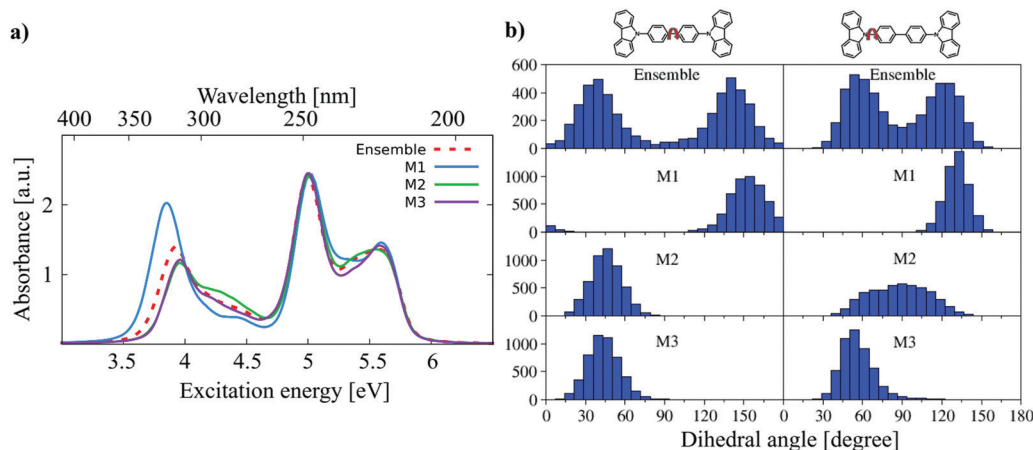 a)
Wavelength [nm]
400 350 300 250 200
Ensemble
M1
M2
M3
Absorbance [a.u.]
2
1
3.5 4 4.5 5 5.5 6
Excitation energy [eV]
b)
N N N N
600
400
200
0
Ensemble Ensemble
1000
500
0
M1 M1
1000
500
0
M2 M2
1000
500
0
M3 M3
0 30 60 90 120 150 0 30 60 90 120 150 180
Dihedral angle [degree]